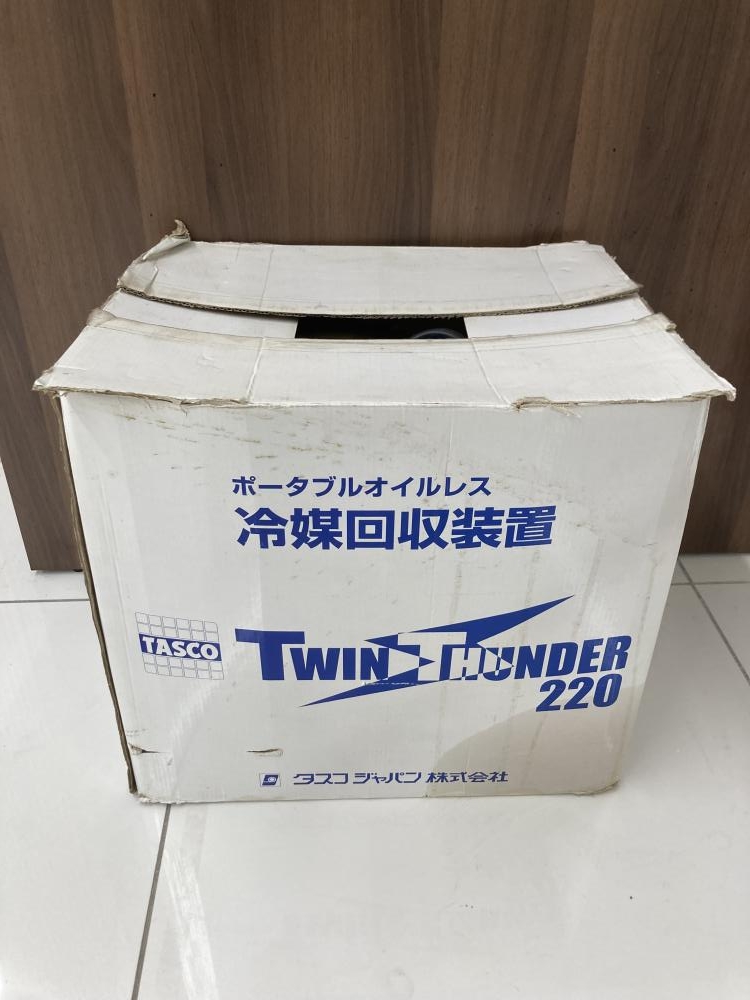 ポータブルオイルレス
冷媒回収装置
TASCO
TWIN THUNDER
220
タスコジャパン株式会社